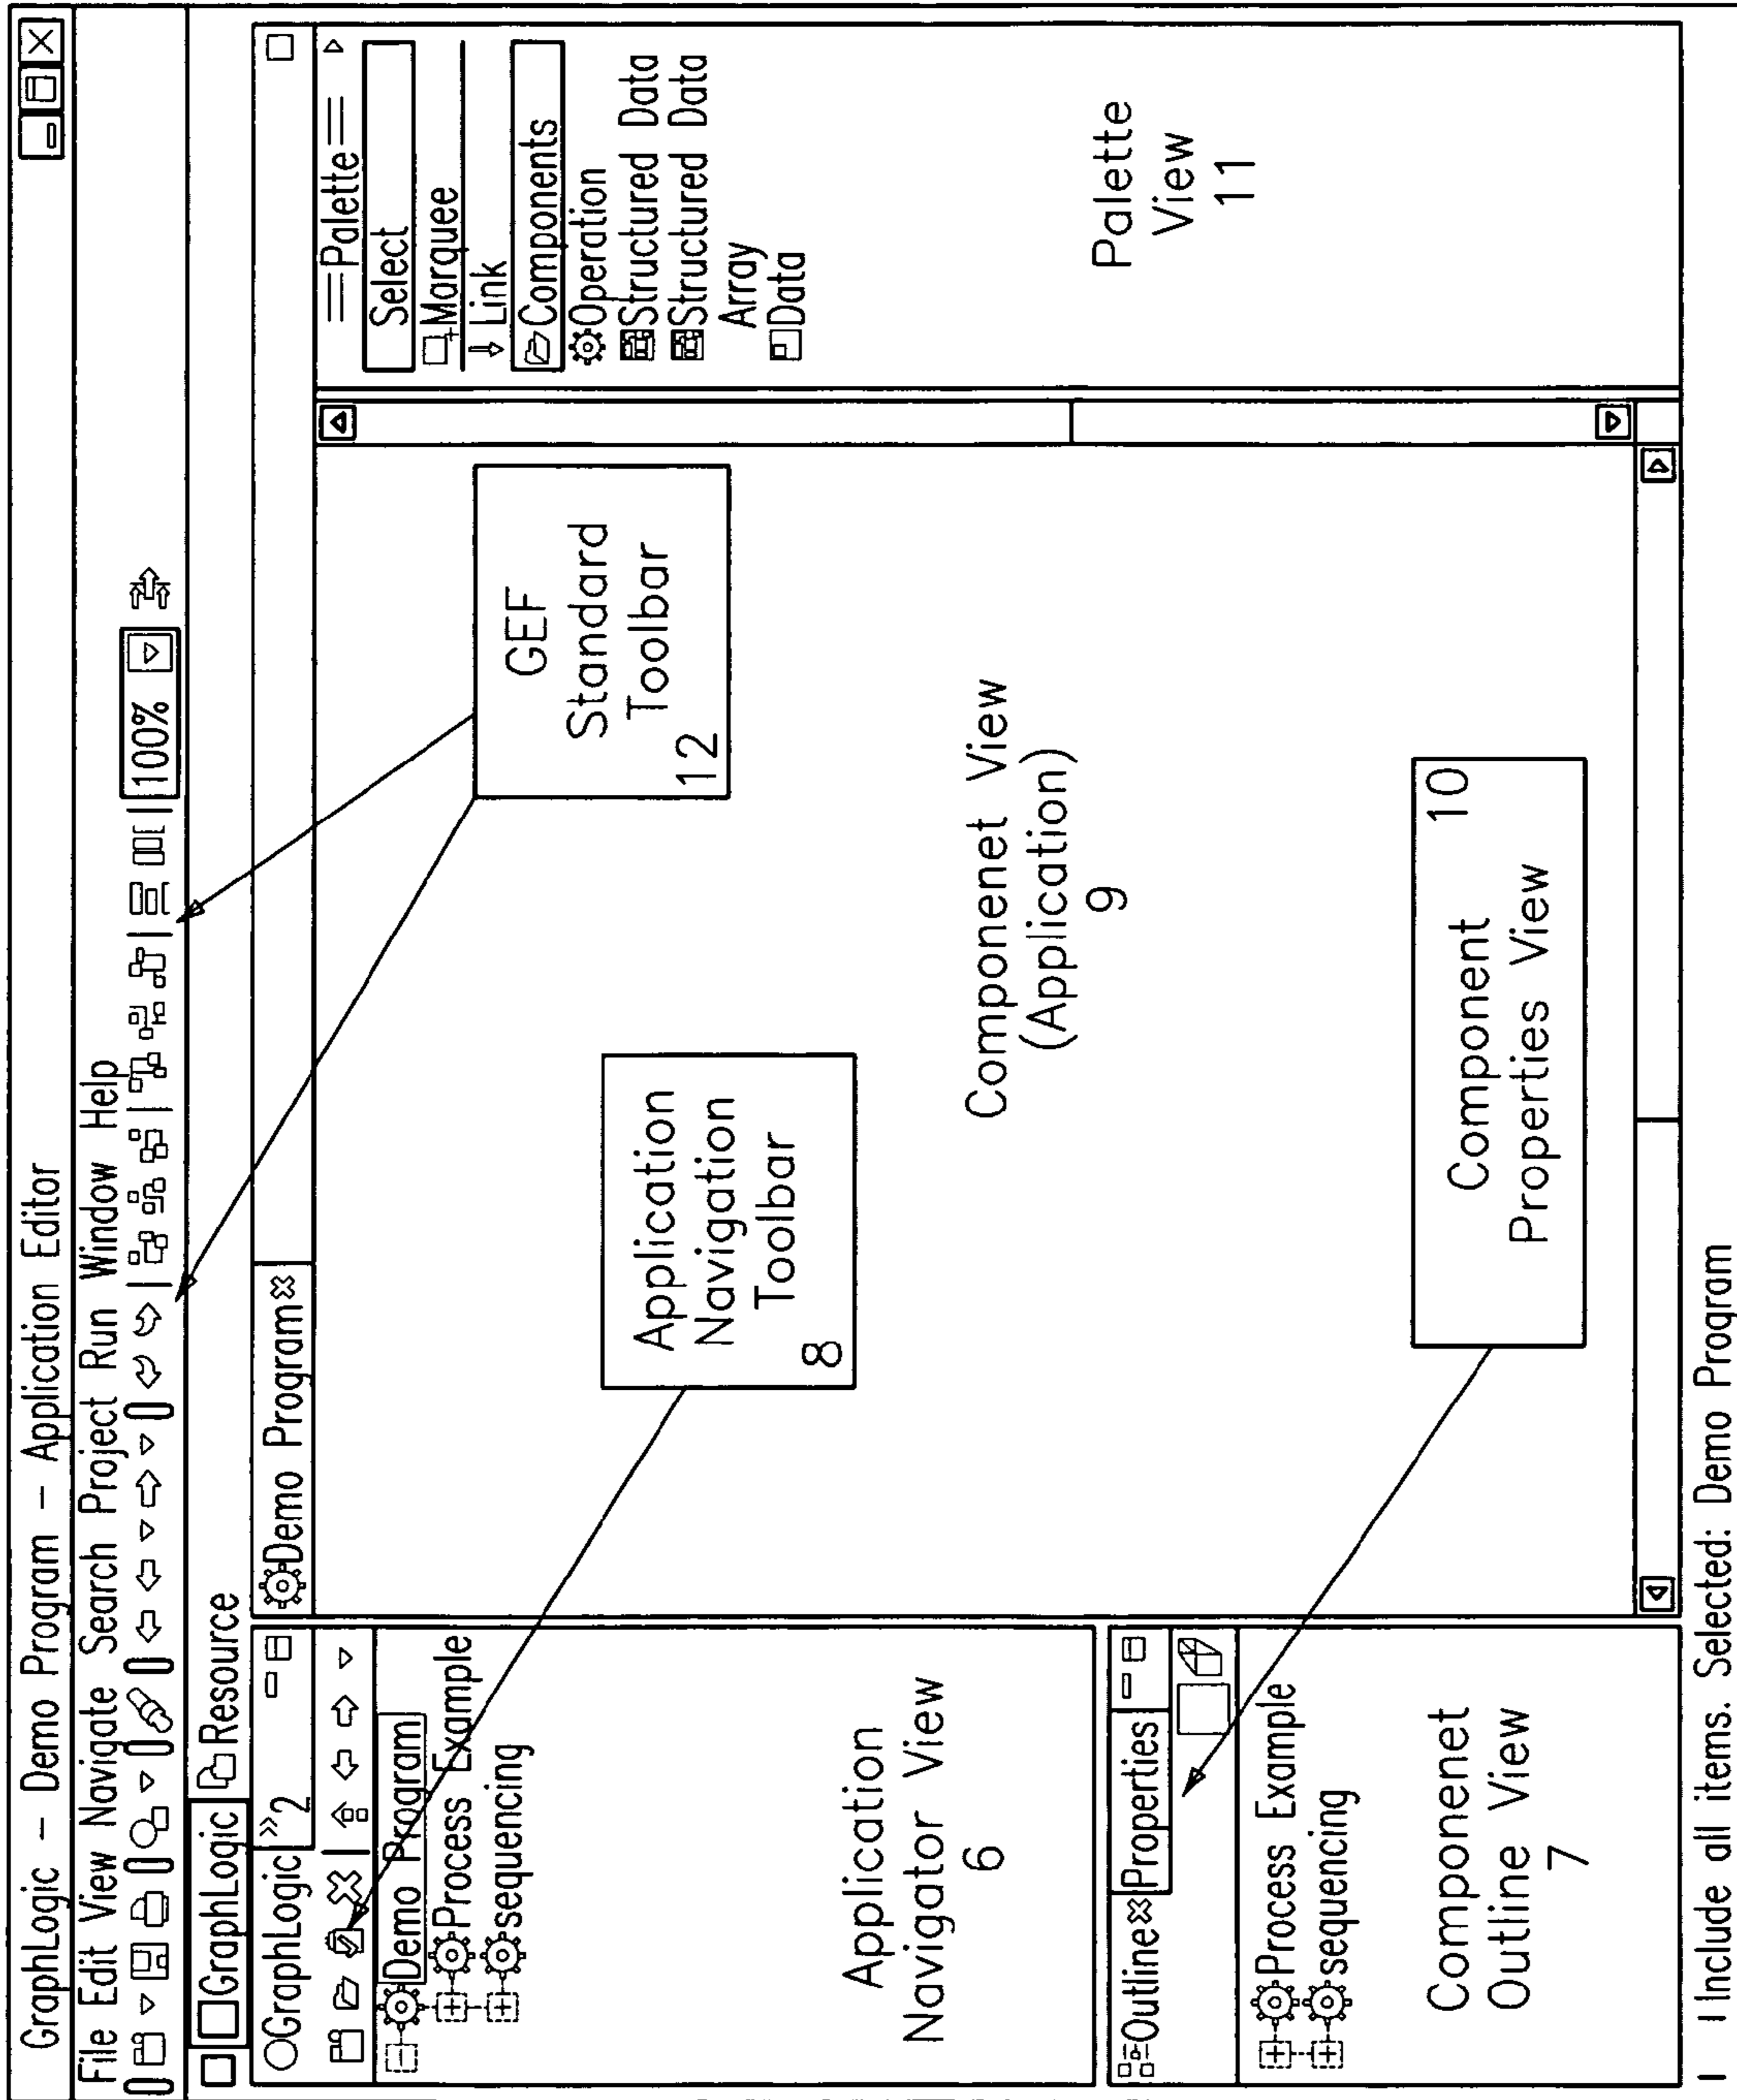 GraphLogic – Demo Program – Application Editor
File Edit View Navigate Search Project Run Window Help
100%
GraphLogic Resource
GraphLogic »2
Demo Program
Process Example
sequencing
Application
Navigator View
6
Outline Properties
Process Example
sequencing
Componenet
Outline View
7
Demo Program
Application
Navigation
Toolbar
8
GEF
Standard
Toolbar
12
Componenet View
(Application)
9
Component
Properties View
10
Palette
Select
Marquee
Link
Components
Operation
Structured Data
Structured Data
Array
Data
Palette
View
11
Include all items. Selected: Demo Program